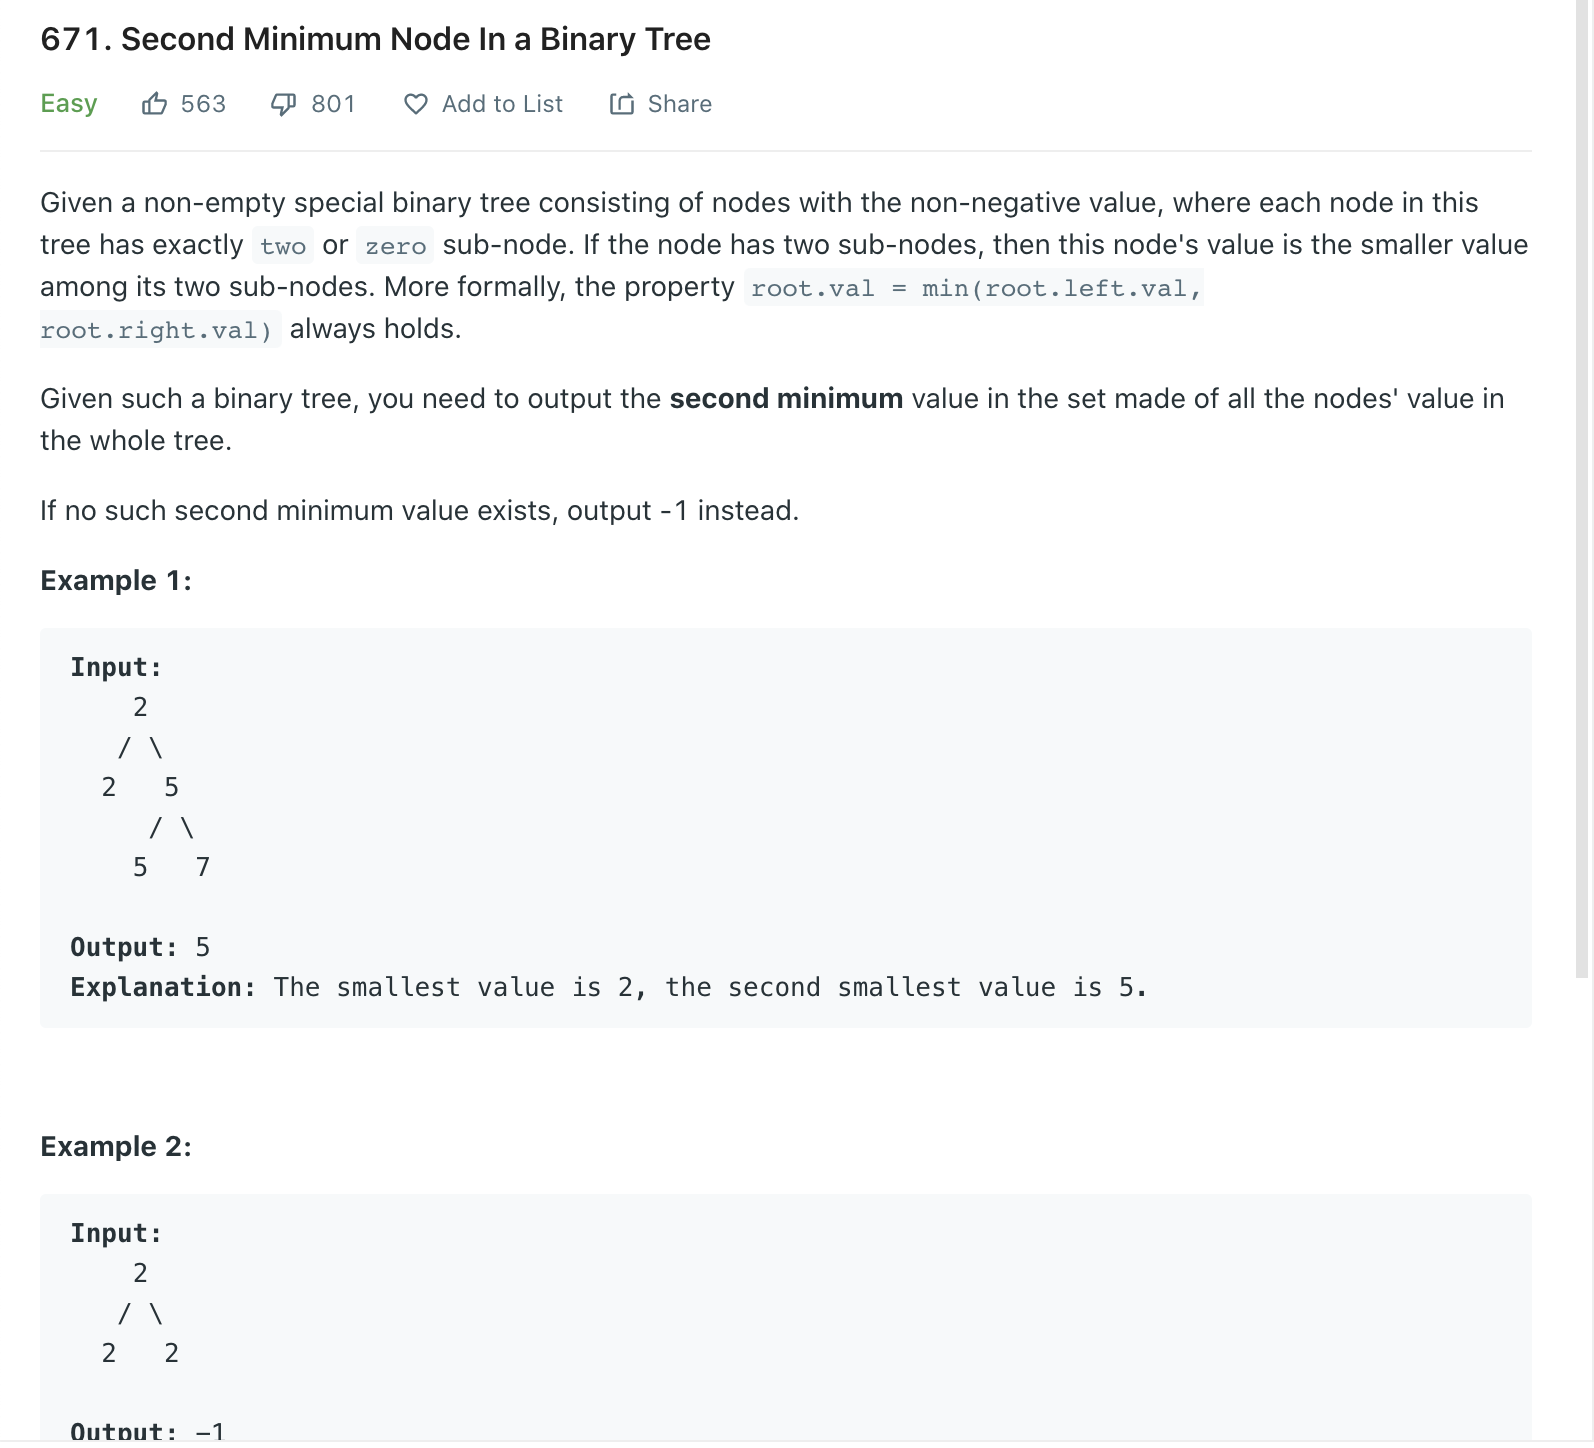 671. Second Minimum Node In a Binary Tree
Easy 563 801 Add to List Share
Given a non-empty special binary tree consisting of nodes with the non-negative value, where each node in this
tree has exactly two or zero sub-node. If the node has two sub-nodes, then this node's value is the smaller value
among its two sub-nodes. More formally, the property root.val = min(root.left.val,
root.right.val) always holds.
Given such a binary tree, you need to output the second minimum value in the set made of all the nodes' value in
the whole tree.
If no such second minimum value exists, output -1 instead.
Example 1:
Input:
    2
   / \
  2   5
     / \
    5   7
Output: 5
Explanation: The smallest value is 2, the second smallest value is 5.
Example 2:
Input:
    2
   / \
  2   2
Output: -1